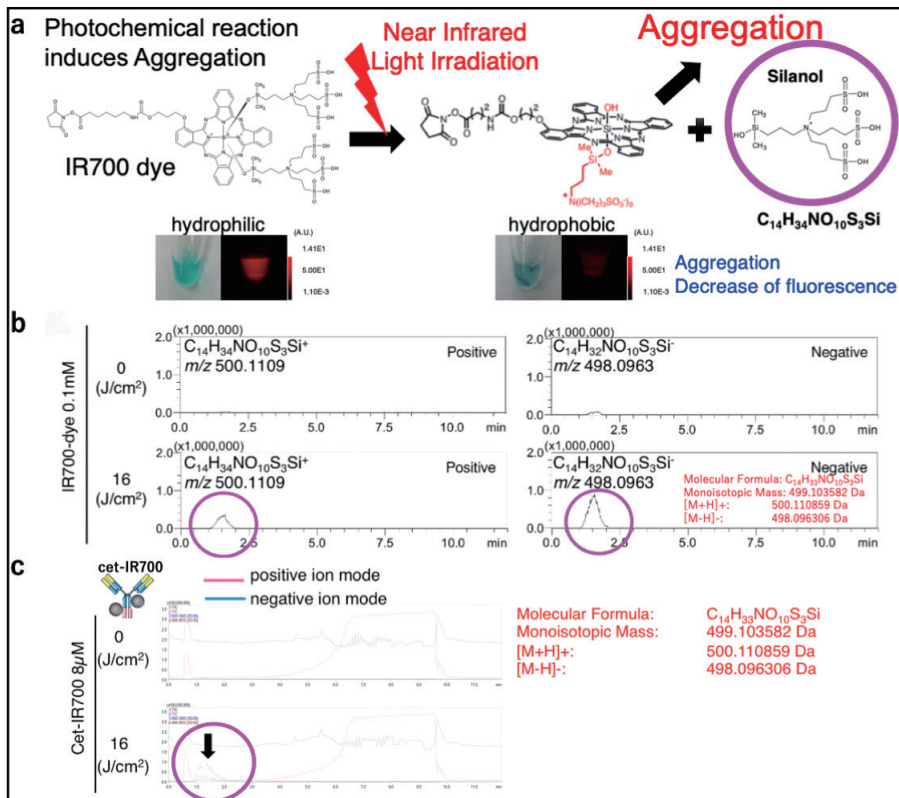 a
Photochemical reaction
induces Aggregation
Near Infrared
Light Irradiation
Aggregation
Silanol
IR700 dye
C₁₄H₃₄NO₁₀S₃Si
hydrophilic
(A.U.)
1.41E1
5.00E1
1.10E-3
hydrophobic
(A.U.)
1.41E1
5.00E1
1.10E-3
Aggregation
Decrease of fluorescence
b
IR700-dye 0.1mM
0
(J/cm²)
(x1,000,000)
C₁₄H₃₄NO₁₀S₃Si⁺
m/z 500.1109
Positive
2.0
1.0
0.0
0.0 2.5 5.0 7.5 10.0 min
(x1,000,000)
C₁₄H₃₂NO₁₀S₃Si⁻
m/z 498.0963
Negative
2.0
1.0
0.0
0.0 2.5 5.0 7.5 10.0 min
16
(J/cm²)
(x1,000,000)
C₁₄H₃₄NO₁₀S₃Si⁺
m/z 500.1109
Positive
2.0
1.0
0.0
0.0 2.5 5.0 7.5 10.0 min
(x1,000,000)
C₁₄H₃₂NO₁₀S₃Si⁻
m/z 498.0963
Negative
2.0
1.0
0.0
0.0 2.5 5.0 7.5 10.0 min
Molecular Formula: C₁₄H₃₃NO₁₀S₃Si
Monoisotopic Mass: 499.103582 Da
[M+H]+: 500.110859 Da
[M-H]-: 498.096306 Da
c
cet-IR700
positive ion mode
negative ion mode
Cet-IR700 8μM
0
(J/cm²)
16
(J/cm²)
Molecular Formula: C₁₄H₃₃NO₁₀S₃Si
Monoisotopic Mass: 499.103582 Da
[M+H]+: 500.110859 Da
[M-H]-: 498.096306 Da